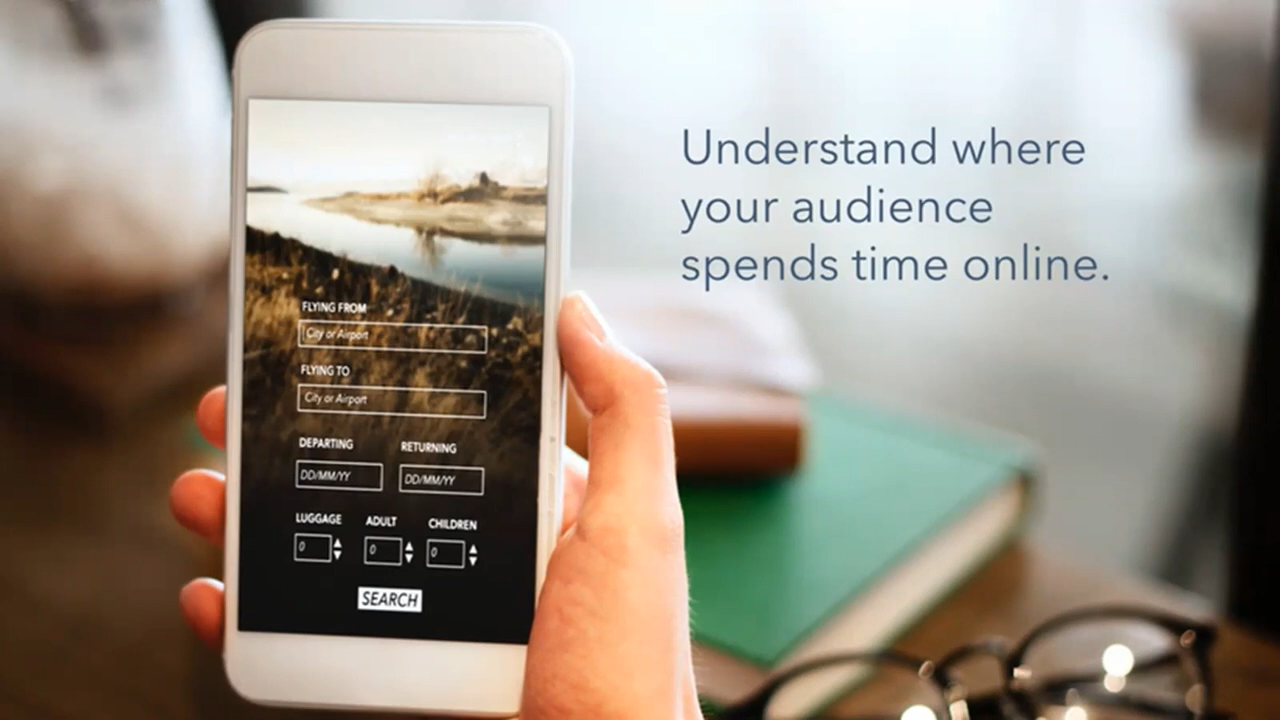 Understand where
your audience
spends time online.
FLYING FROM
City or Airport
FLYING TO
City or Airport
DEPARTING RETURNING
DD/MM/YY DD/MM/YY
LUGGAGE ADULT CHILDREN
0 0 0
SEARCH